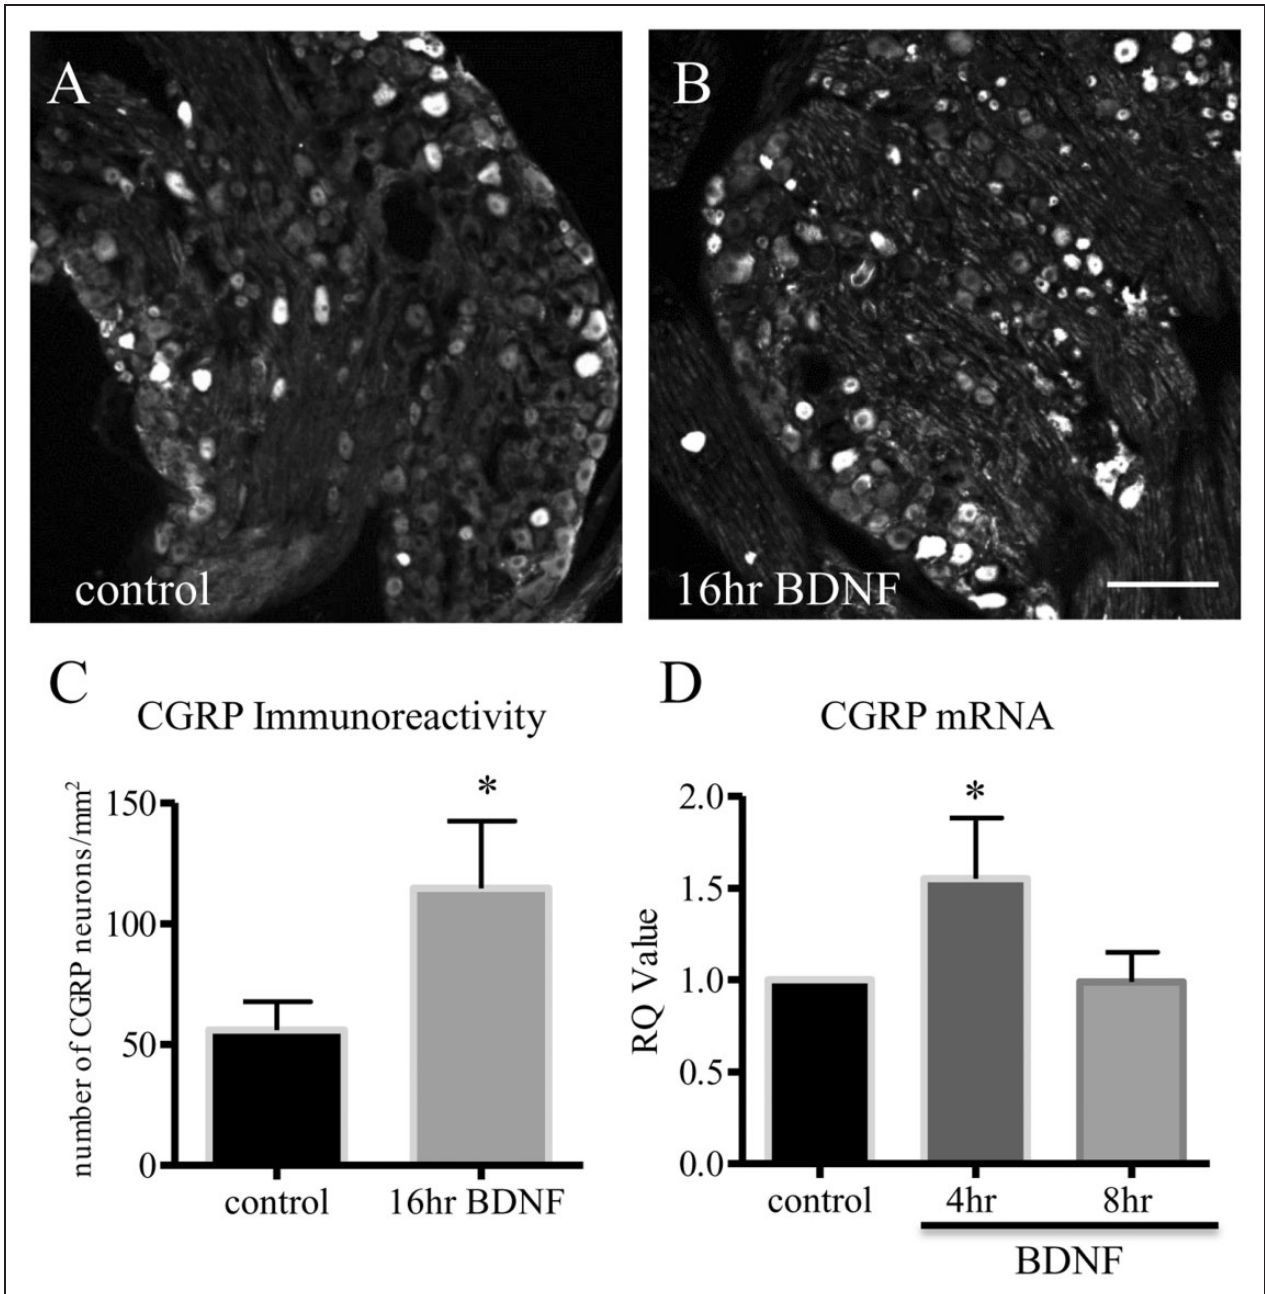 A
B
control
16hr BDNF
C
CGRP Immunoreactivity
D
CGRP mRNA
number of CGRP neurons/mm²
150
100
50
0
*
control
16hr BDNF
RQ Value
2.0
1.5
1.0
0.5
0.0
*
control
4hr
8hr
BDNF